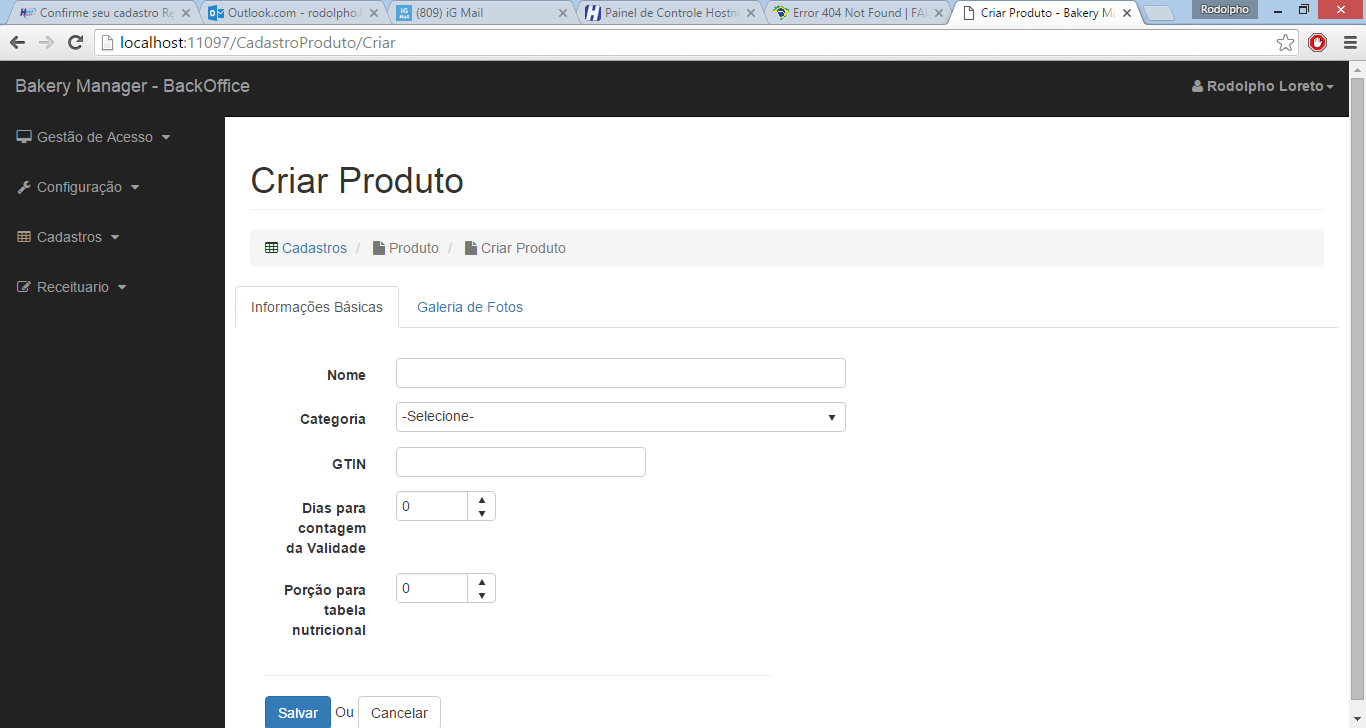 Confirme seu cadastro Re
Outlook.com - rodolpho.l
(809) iG Mail
Painel de Controle Hostn
Error 404 Not Found | FA
Criar Produto - Bakery Ma
Rodolpho
localhost:11097/CadastroProduto/Criar
Bakery Manager - BackOffice
Rodolpho Loreto
Gestão de Acesso
Configuração
Cadastros
Receituario
Criar Produto
Cadastros / Produto / Criar Produto
Informações Básicas
Galeria de Fotos
Nome
Categoria
-Selecione-
GTIN
Dias para
contagem
da Validade
0
Porção para
tabela
nutricional
0
Salvar Ou Cancelar